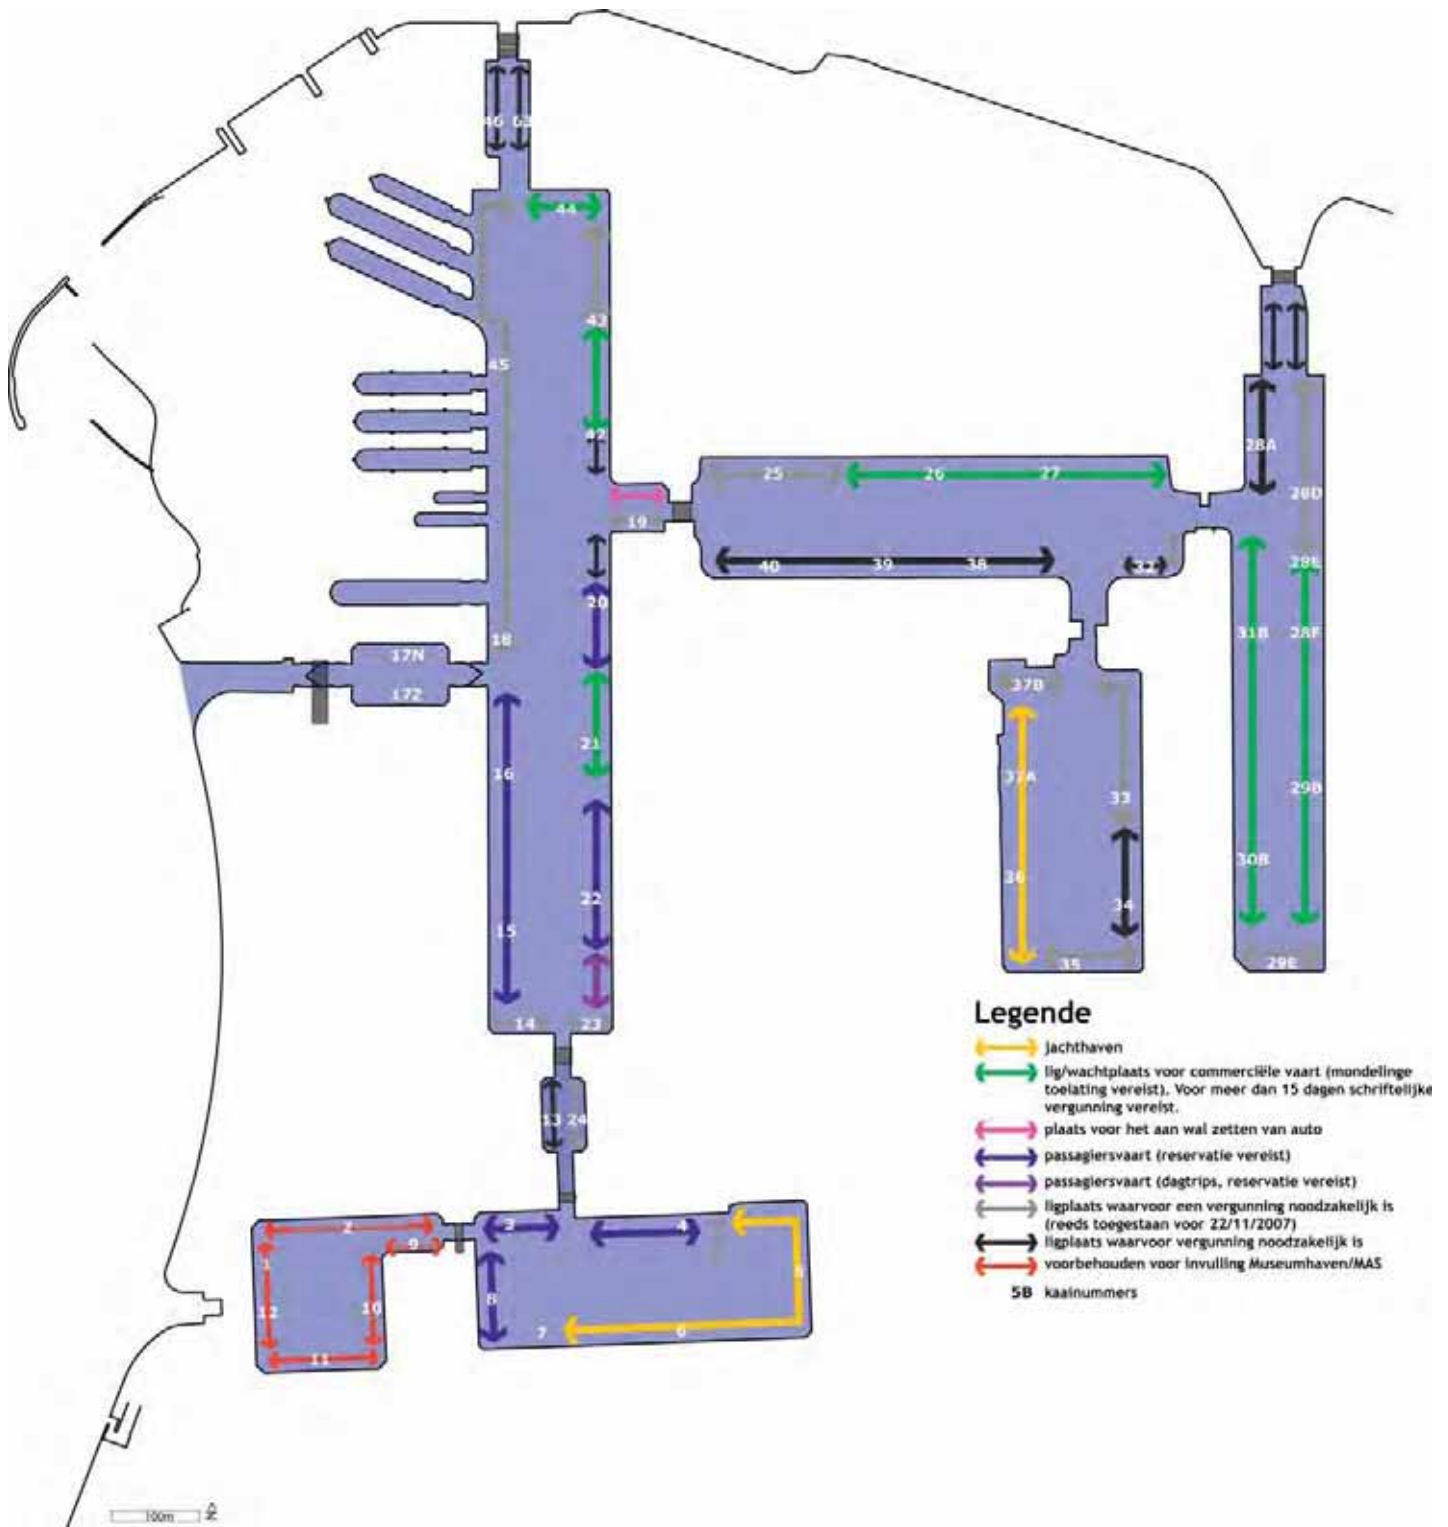 46 63
44
43
45
42
25 26 27
28A
28D
19
40 39 38 32
28E
20
18
17N
31B 28F
172
37B
21
16
37A
33
29D
30B
36
22
34
15
35
29E
14 23
Legende
jachthaven
lig/wachtplaats voor commerciële vaart (mondelinge
toelating vereist). Voor meer dan 15 dagen schriftelijke
vergunning vereist.
plaats voor het aan wal zetten van auto
passagiersvaart (reservatie vereist)
passagiersvaart (dagtrips, reservatie vereist)
ligplaats waarvoor een vergunning noodzakelijk is
(reeds toegestaan voor 22/11/2007)
ligplaats waarvoor vergunning noodzakelijk is
voorbehouden voor invulling Museumhaven/MAS
5B kaainummers
13 24
2 3 4
9
1
8
12 10
7 6
11
100m
N